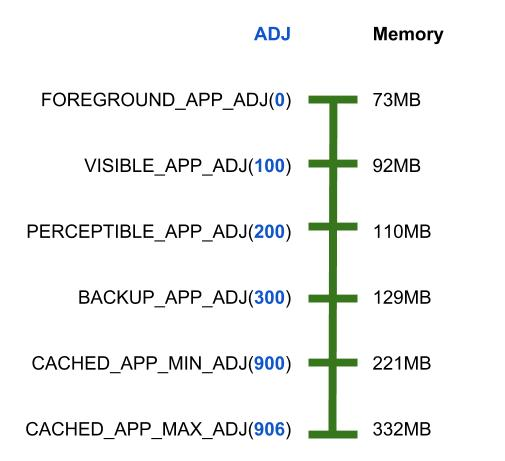 ADJ Memory
FOREGROUND_APP_ADJ(0) 73MB
VISIBLE_APP_ADJ(100) 92MB
PERCEPTIBLE_APP_ADJ(200) 110MB
BACKUP_APP_ADJ(300) 129MB
CACHED_APP_MIN_ADJ(900) 221MB
CACHED_APP_MAX_ADJ(906) 332MB